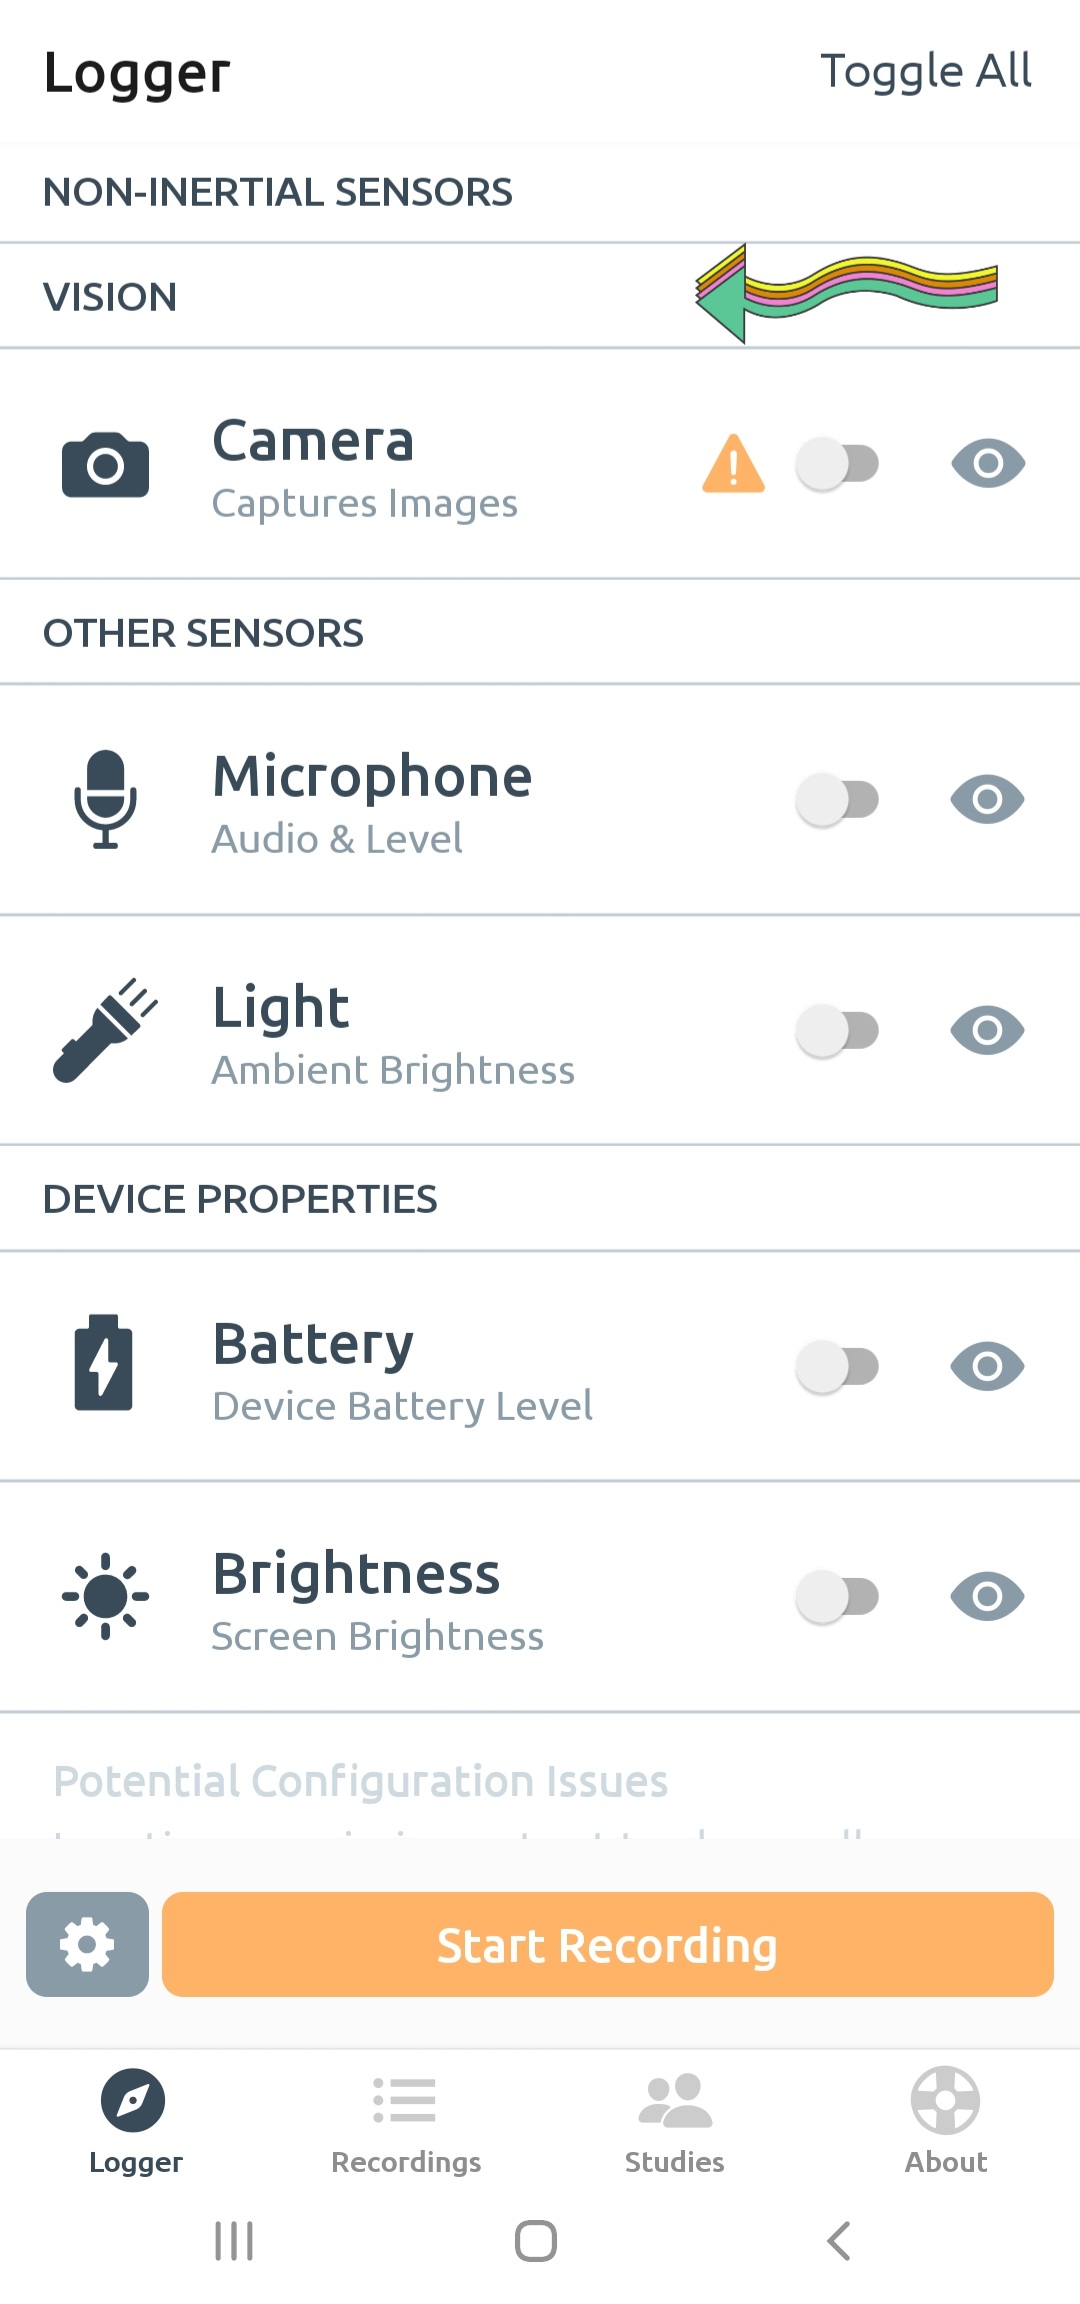 Logger
Toggle All
NON-INERTIAL SENSORS
VISION
Camera
Captures Images
OTHER SENSORS
Microphone
Audio & Level
Light
Ambient Brightness
DEVICE PROPERTIES
Battery
Device Battery Level
Brightness
Screen Brightness
Potential Configuration Issues
Start Recording
Logger
Recordings
Studies
About